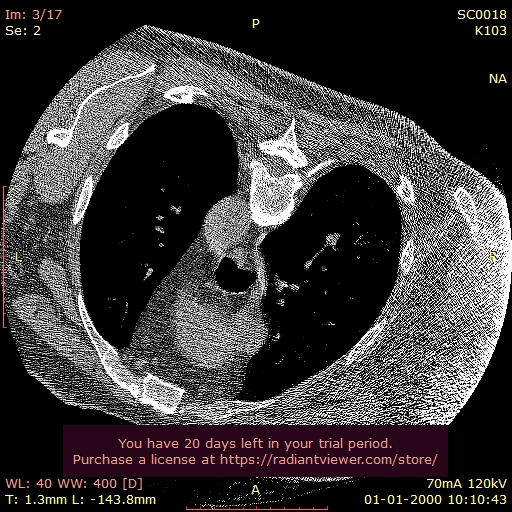 Im: 3/17
Se: 2
P
SC0018
K103
NA
L
R
You have 20 days left in your trial period.
Purchase a license at https://radiantviewer.com/store/
WL: 40 WW: 400 [D]
T: 1.3mm L: -143.8mm
A
70mA 120kV
01-01-2000 10:10:43